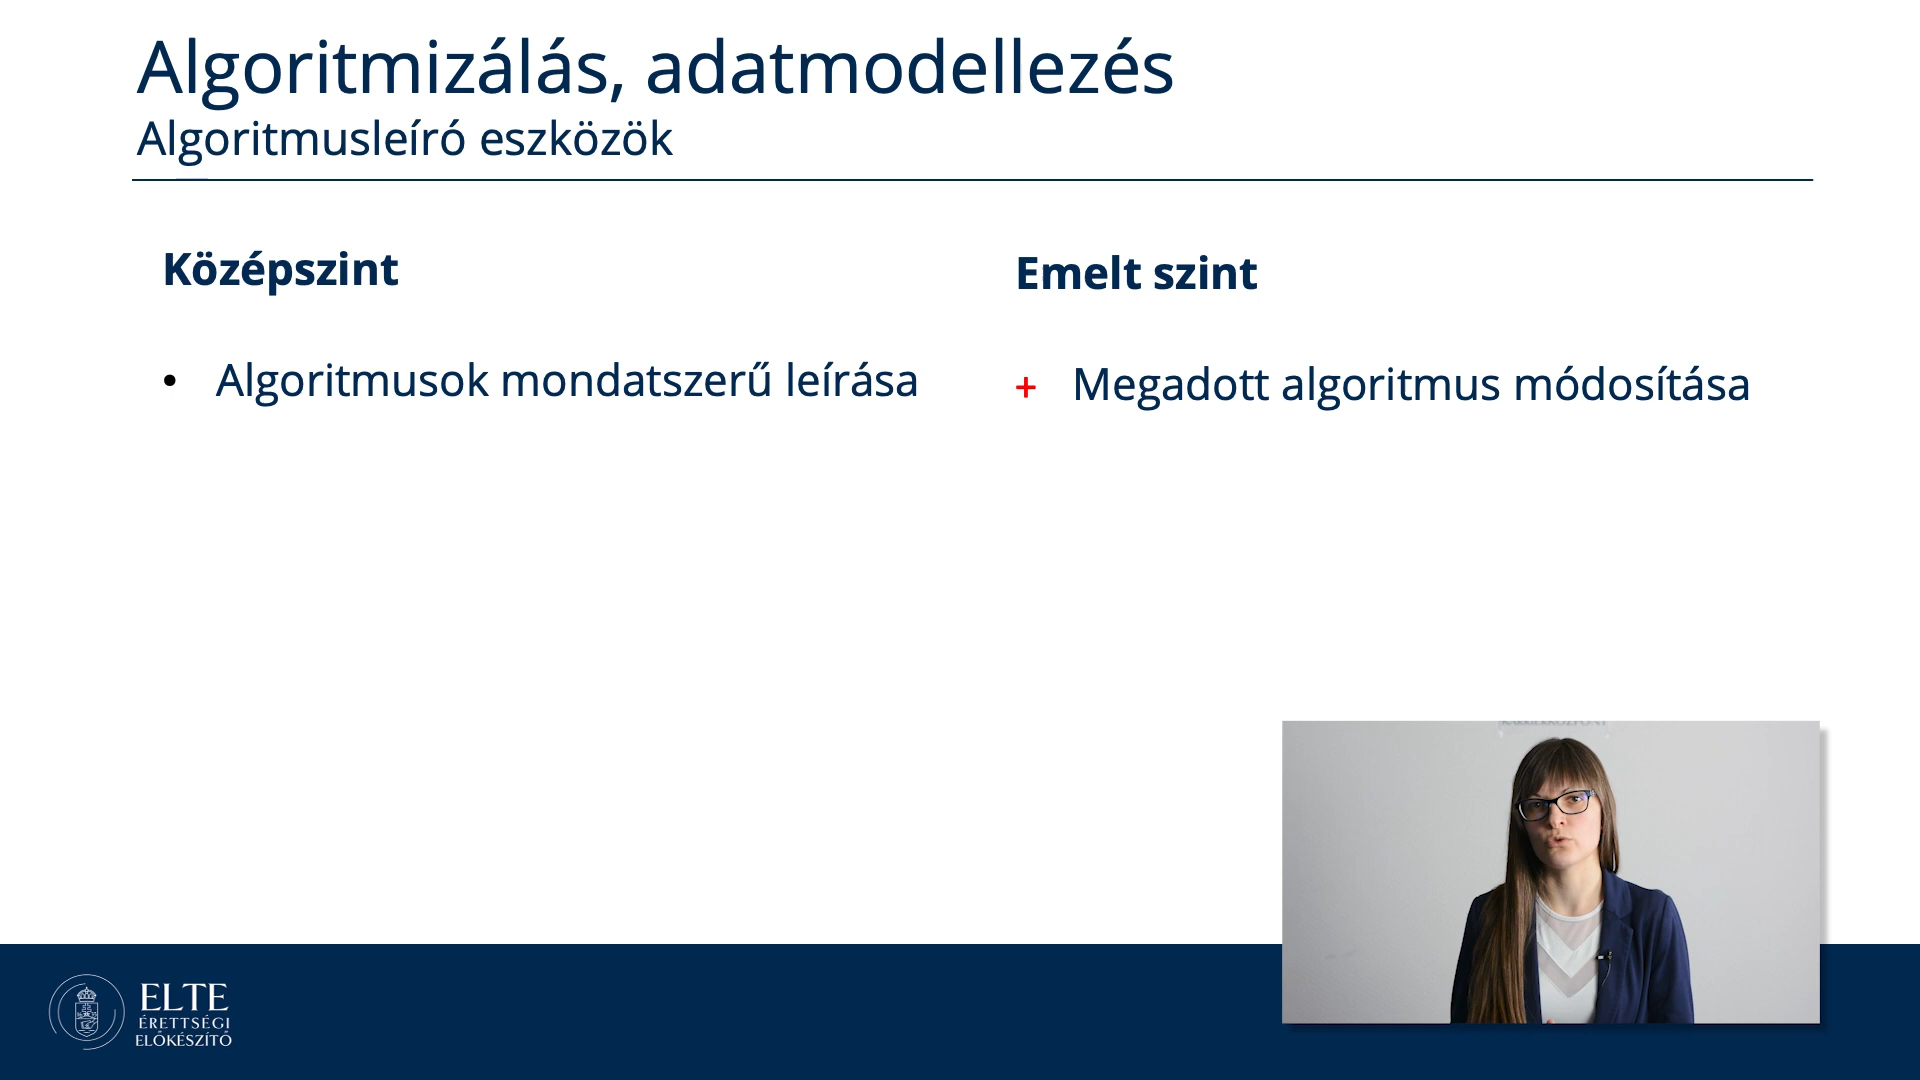 Algoritmizálás, adatmodellezés
Algoritmusleíró eszközök
Középszint
• Algoritmusok mondatszerű leírása
Emelt szint
+ Megadott algoritmus módosítása
ELTE
ÉRETTSÉGI
ELŐKÉSZÍTŐ